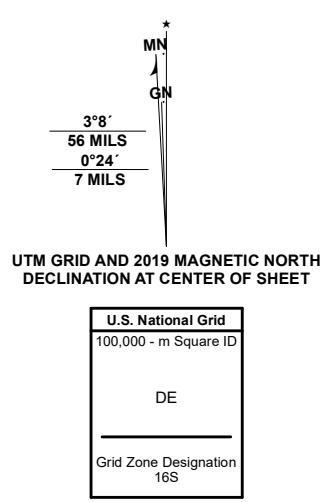 MN
GN
3°8´
56 MILS
0°24´
7 MILS
UTM GRID AND 2019 MAGNETIC NORTH
DECLINATION AT CENTER OF SHEET
U.S. National Grid
100,000 - m Square ID
DE
Grid Zone Designation
16S